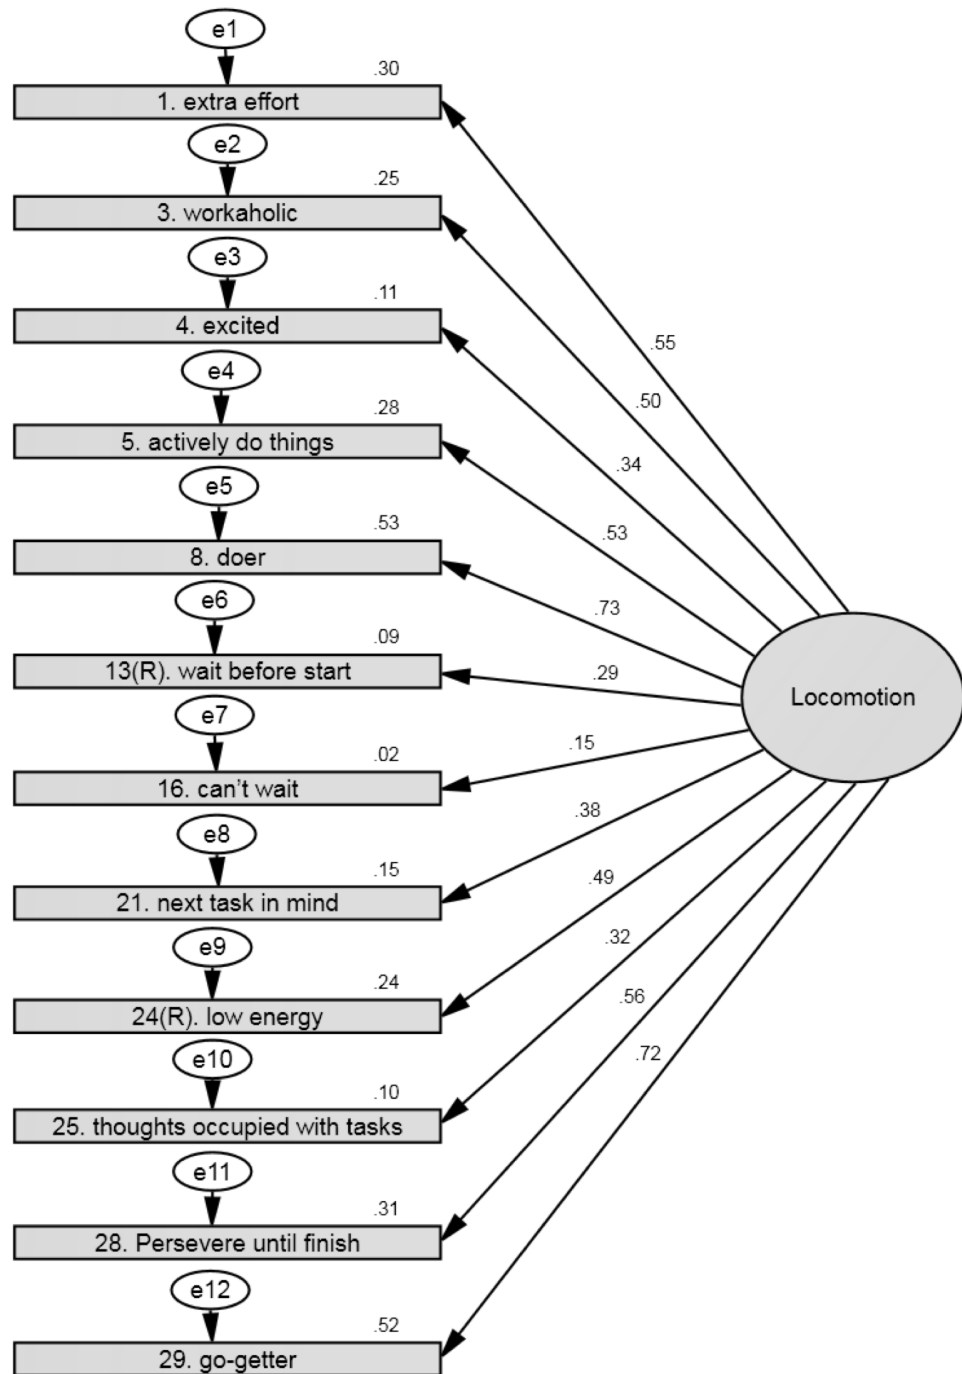 e1
.30
1. extra effort
e2
.25
3. workaholic
e3
.11
4. excited
.55
e4
.50
.28
5. actively do things
.34
e5
.53
.53
8. doer
e6
.73
.09
13(R). wait before start
.29
Locomotion
e7
.02
.15
16. can't wait
e8
.38
.15
21. next task in mind
.49
e9
.32
.24
24(R). low energy
.56
e10
.72
.10
25. thoughts occupied with tasks
e11
.31
28. Persevere until finish
e12
.52
29. go-getter